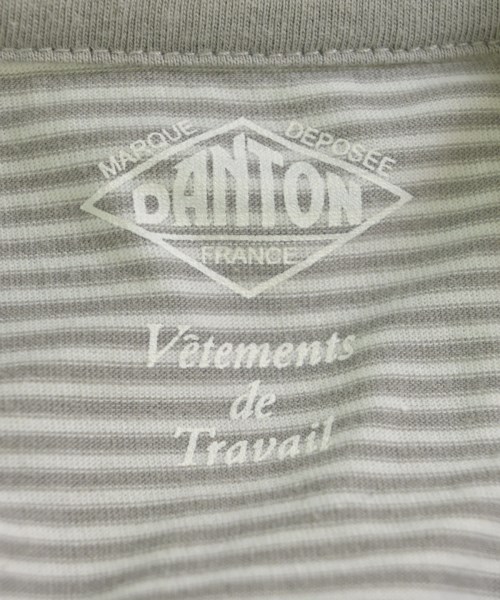 MARQUE DEPOSEE
DANTON
FRANCE
Vêtements
de
Travail